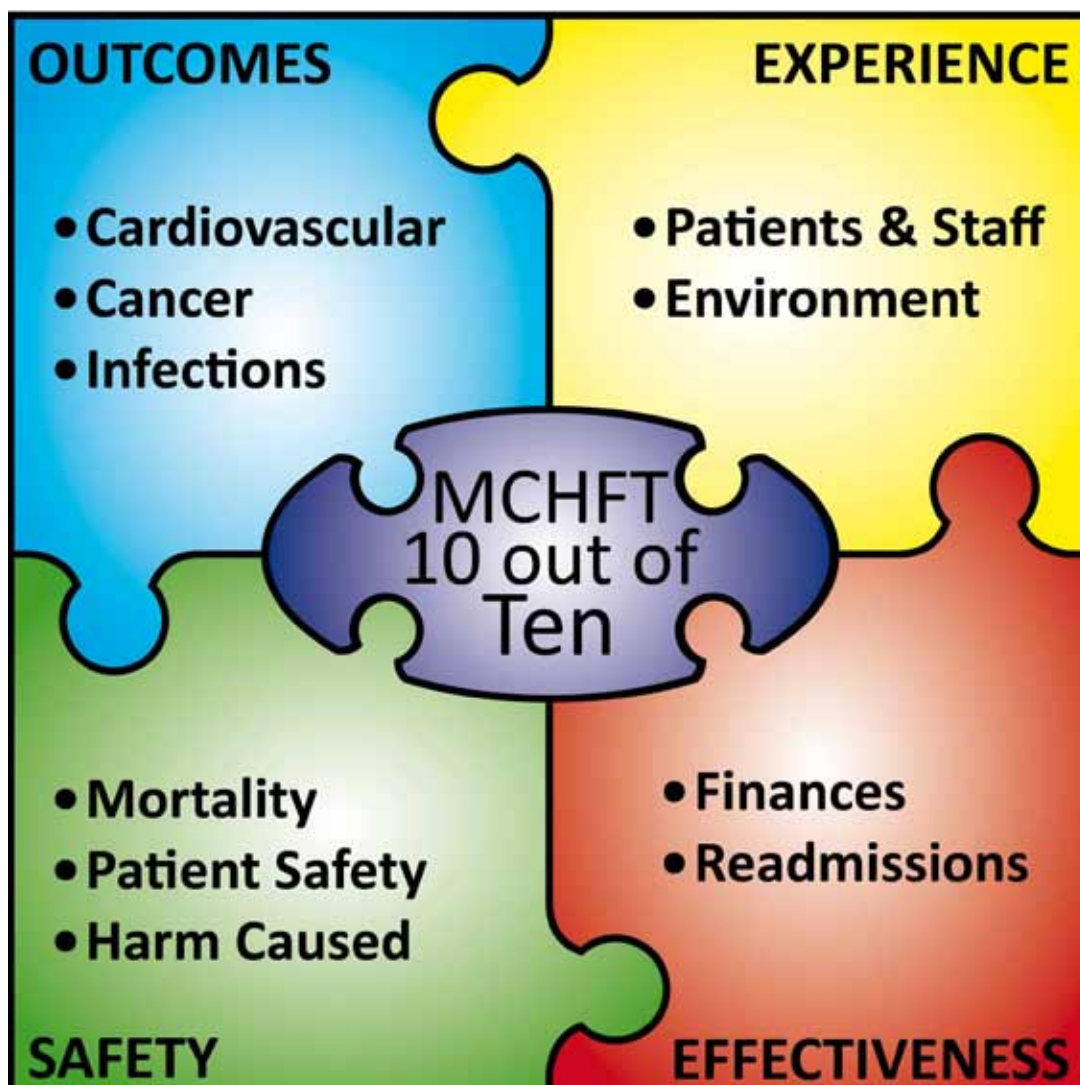 OUTCOMES
• Cardiovascular
• Cancer
• Infections
EXPERIENCE
• Patients & Staff
• Environment
MCHFT
10 out of
Ten
• Mortality
• Patient Safety
• Harm Caused
SAFETY
• Finances
• Readmissions
EFFECTIVENESS